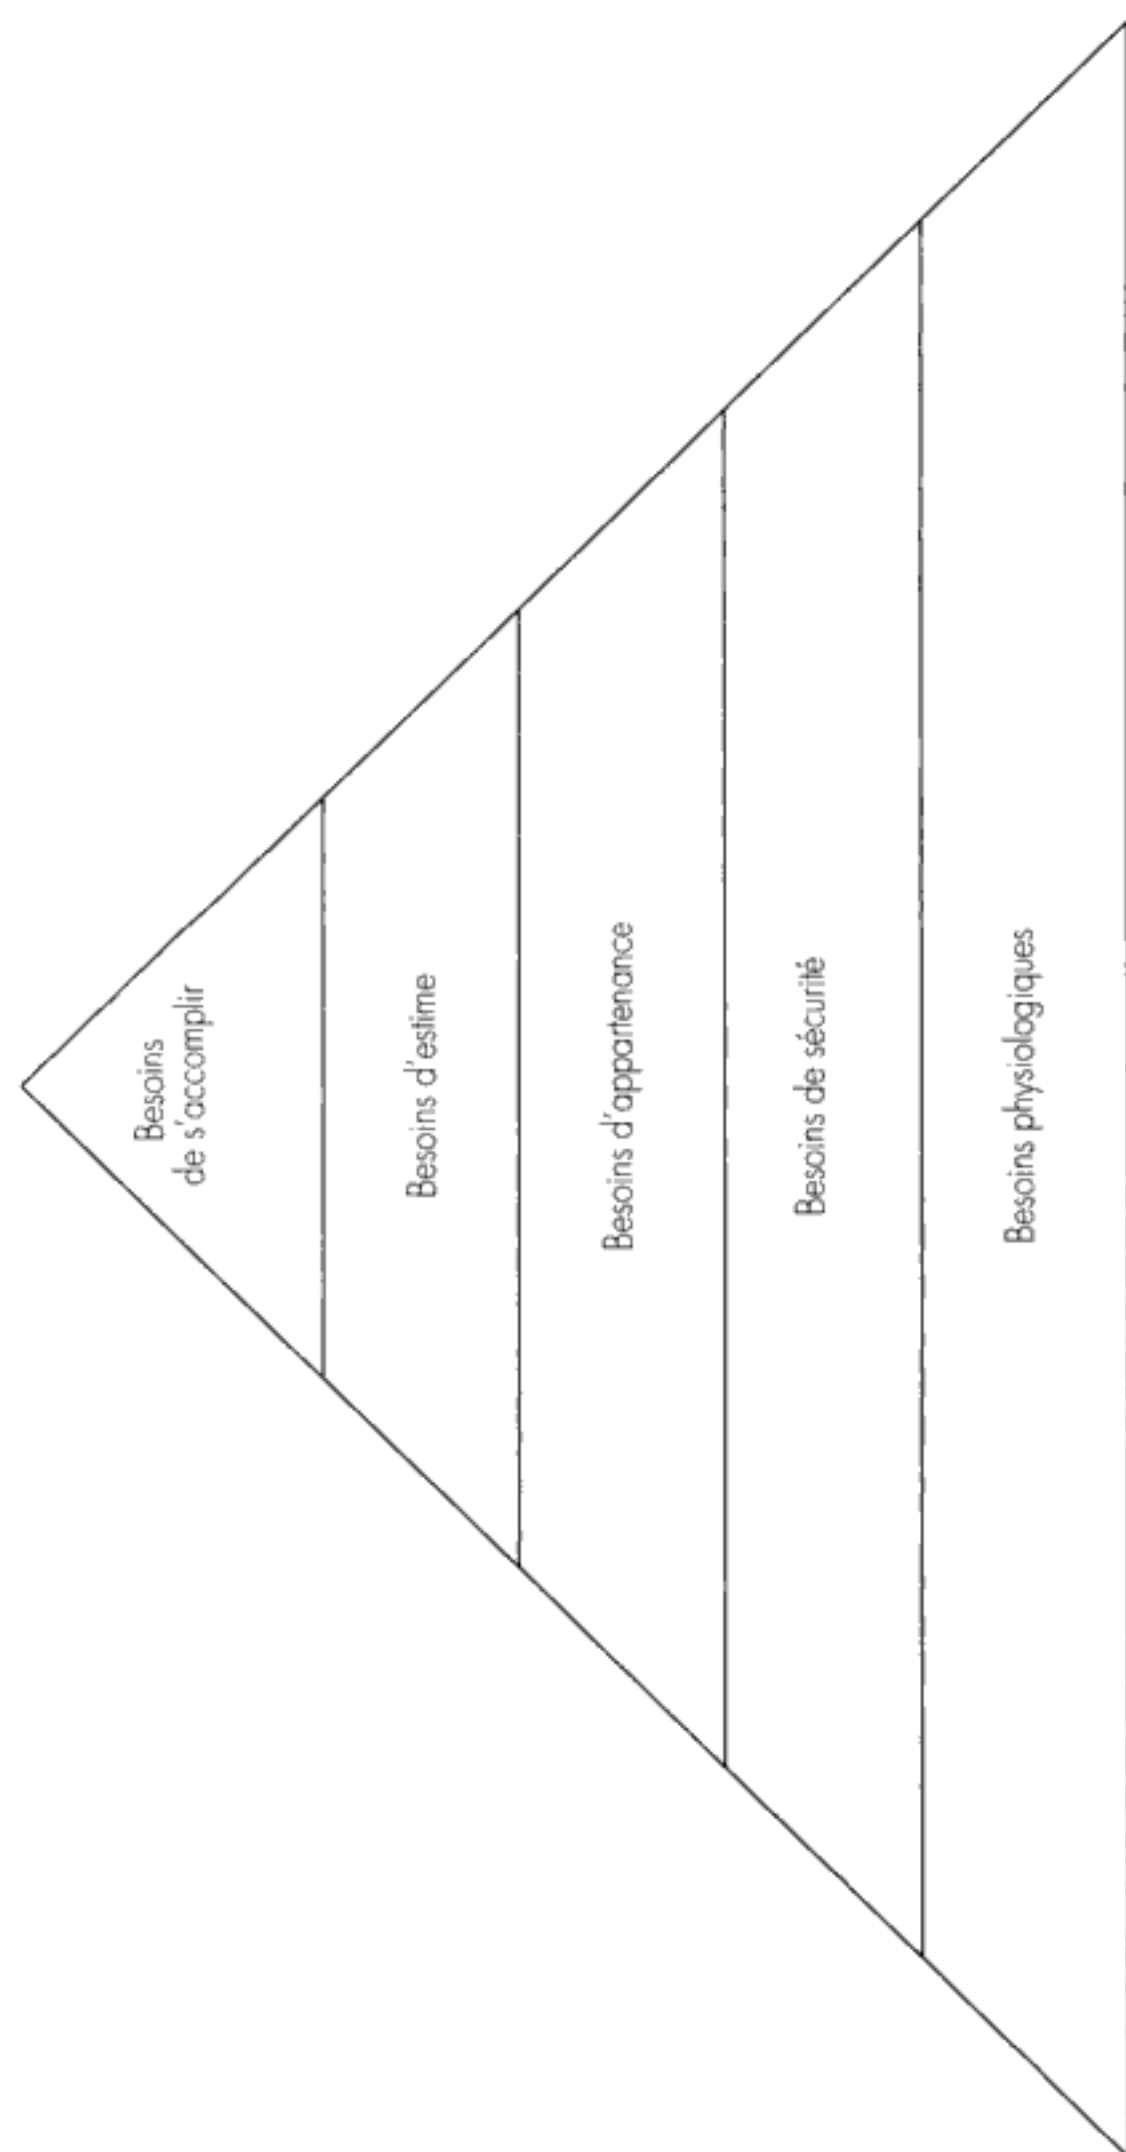 Besoins
de s'accomplir
Besoins d'estime
Besoins d'appartenance
Besoins de sécurité
Besoins physiologiques